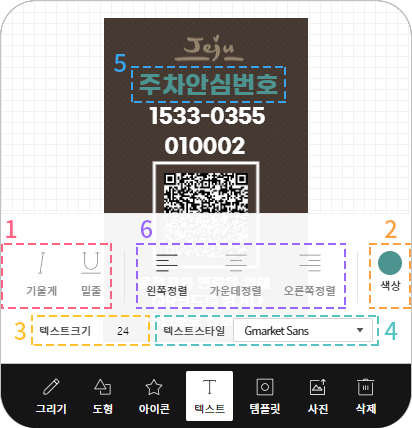 Jeju
5
주차안심번호
1533-0355
010002
1
6
2
기울게
밑줄
왼쪽정렬
가운데정렬
오른쪽정렬
색상
3
텍스트크기
24
텍스트스타일
Gmarket Sans
4
그리기
도형
아이콘
텍스트
템플릿
사진
삭제